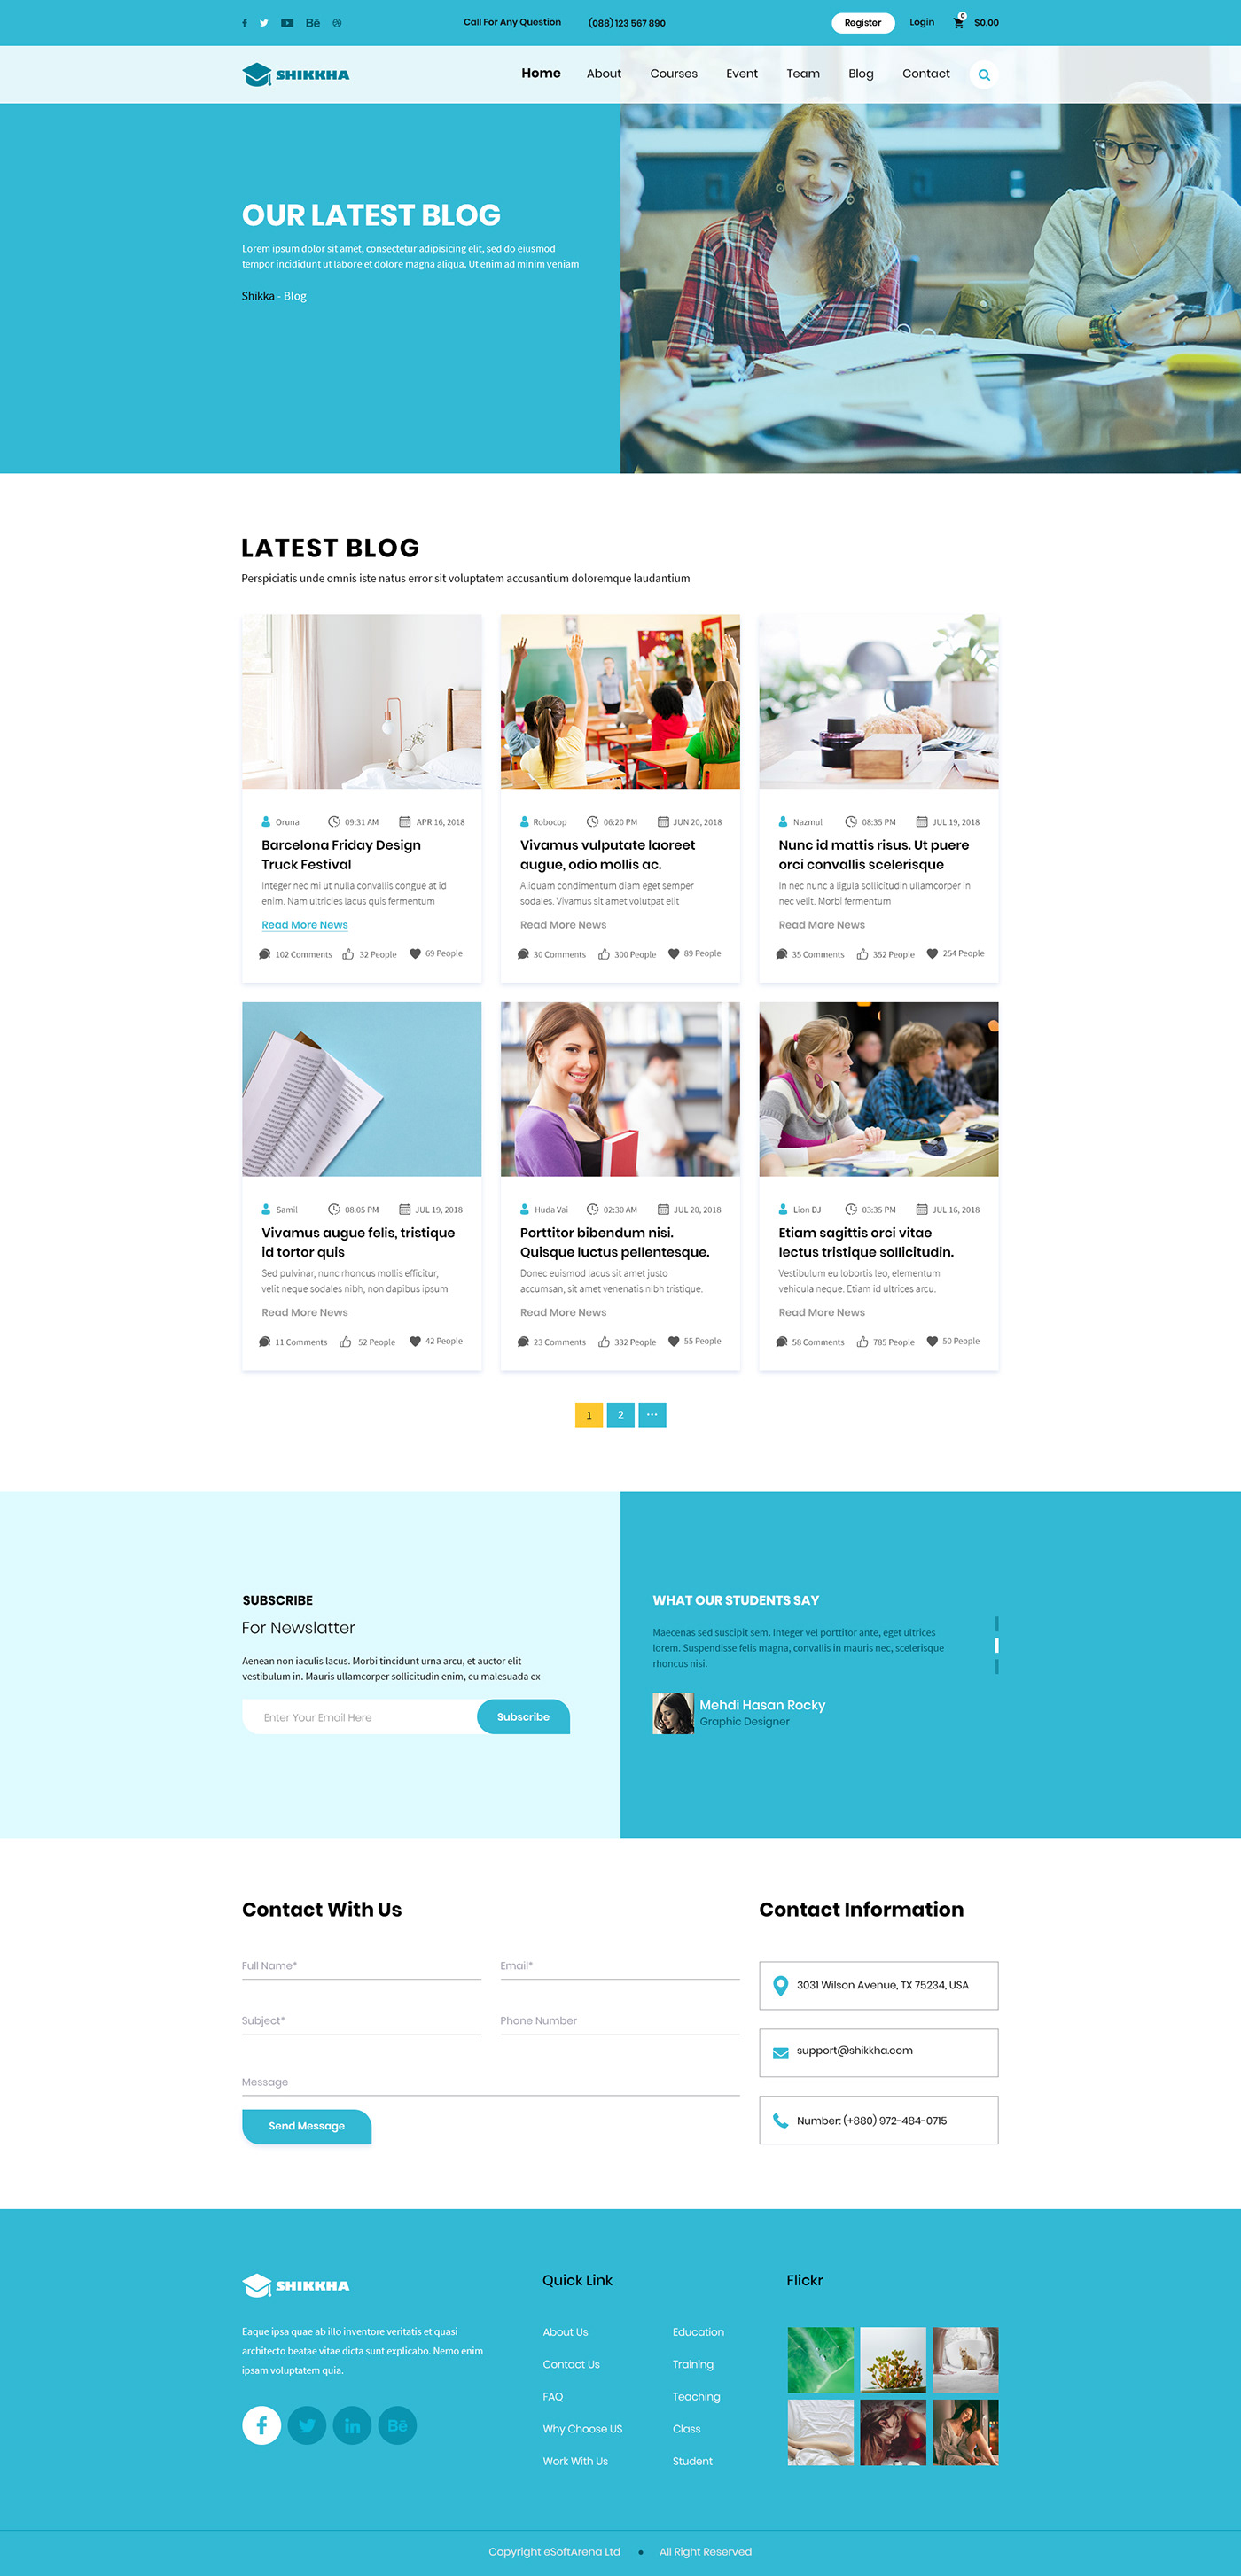 Call For Any Question (088) 123 567 890 Register Login 0 $0.00
SHIKKHA Home About Courses Event Team Blog Contact
OUR LATEST BLOG
Lorem ipsum dolor sit amet, consectetur adipisicing elit, sed do eiusmod
tempor incididunt ut labore et dolore magna aliqua. Ut enim ad minim veniam
Shikka - Blog
LATEST BLOG
Perspiciatis unde omnis iste natus error sit voluptatem accusantium doloremque laudantium
Oruna 09:31 AM APR 16, 2018
Barcelona Friday Design
Truck Festival
Integer nec mi ut nulla convallis congue at id
enim. Nam ultricies lacus quis fermentum
Read More News
102 Comments 32 People 69 People
Robocop 06:20 PM JUN 20, 2018
Vivamus vulputate laoreet
augue, odio mollis ac.
Aliquam condimentum diam eget semper
sodales. Vivamus sit amet volutpat elit
Read More News
30 Comments 300 People 89 People
Nazmul 08:35 PM JUL 19, 2018
Nunc id mattis risus. Ut puere
orci convallis scelerisque
In nec nunc a ligula sollicitudin ullamcorper in
nec velit. Morbi fermentum
Read More News
35 Comments 352 People 254 People
Samil 08:05 PM JUL 19, 2018
Vivamus augue felis, tristique
id tortor quis
Sed pulvinar, nunc rhoncus mollis efficitur,
velit neque sodales nibh, non dapibus ipsum
Read More News
11 Comments 52 People 42 People
Huda Vai 02:30 AM JUL 20, 2018
Porttitor bibendum nisi.
Quisque luctus pellentesque.
Donec euismod lacus sit amet justo
accumsan, sit amet venenatis nibh tristique.
Read More News
23 Comments 332 People 55 People
Lion DJ 03:35 PM JUL 16, 2018
Etiam sagittis orci vitae
lectus tristique sollicitudin.
Vestibulum eu lobortis leo, elementum
vehicula neque. Etiam id ultrices arcu.
Read More News
58 Comments 785 People 50 People
1 2 ...
SUBSCRIBE
For Newslatter
Aenean non iaculis lacus. Morbi tincidunt urna arcu, et auctor elit
vestibulum in. Mauris ullamcorper sollicitudin enim, eu malesuada ex
Enter Your Email Here Subscribe
WHAT OUR STUDENTS SAY
Maecenas sed suscipit sem. Integer vel porttitor ante, eget ultrices
lorem. Suspendisse felis magna, convallis in mauris nec, scelerisque
rhoncus nisi.
Mehdi Hasan Rocky
Graphic Designer
Contact With Us
Full Name* Email*
Subject* Phone Number
Message
Send Message
Contact Information
3031 Wilson Avenue, TX 75234, USA
support@shikkha.com
Number: (+880) 972-484-0715
SHIKKHA
Eaque ipsa quae ab illo inventore veritatis et quasi
architecto beatae vitae dicta sunt explicabo. Nemo enim
ipsam voluptatem quia.
Quick Link
About Us Education
Contact Us Training
FAQ Teaching
Why Choose US Class
Work With Us Student
Flickr
Copyright eSoftArena Ltd • All Right Reserved